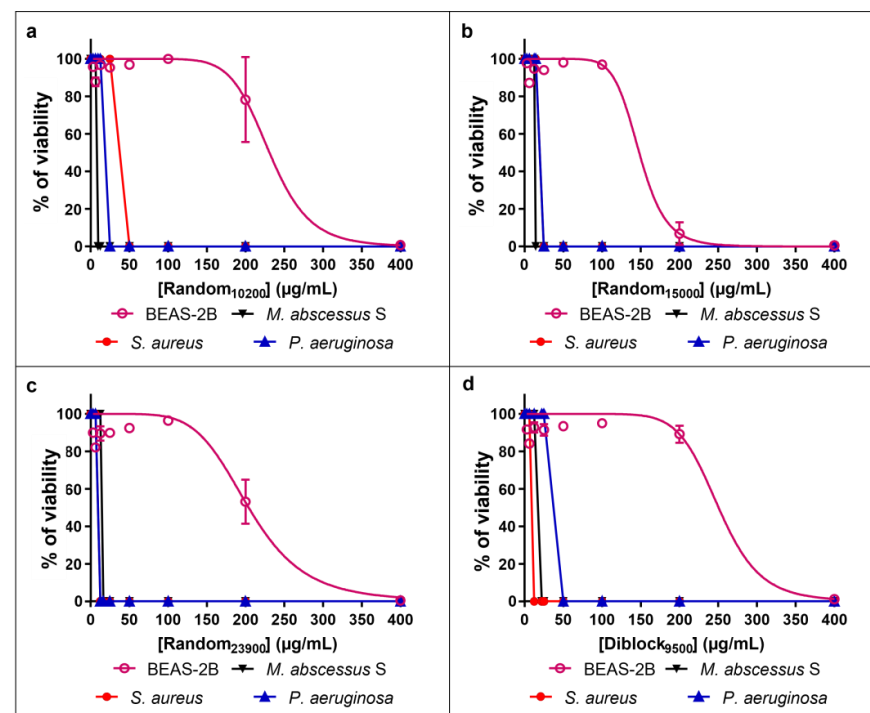 a
% of viability
100
80
60
40
20
0
0 50 100 150 200 250 300 350 400
[Random10200] (µg/mL)
BEAS-2B M. abscessus S
S. aureus P. aeruginosa
b
% of viability
100
80
60
40
20
0
0 50 100 150 200 250 300 350 400
[Random15000] (µg/mL)
BEAS-2B M. abscessus S
S. aureus P. aeruginosa
c
% of viability
100
80
60
40
20
0
0 50 100 150 200 250 300 350 400
[Random23900] (µg/mL)
BEAS-2B M. abscessus S
S. aureus P. aeruginosa
d
% of viability
100
80
60
40
20
0
0 50 100 150 200 250 300 350 400
[Diblock9500] (µg/mL)
BEAS-2B M. abscessus S
S. aureus P. aeruginosa